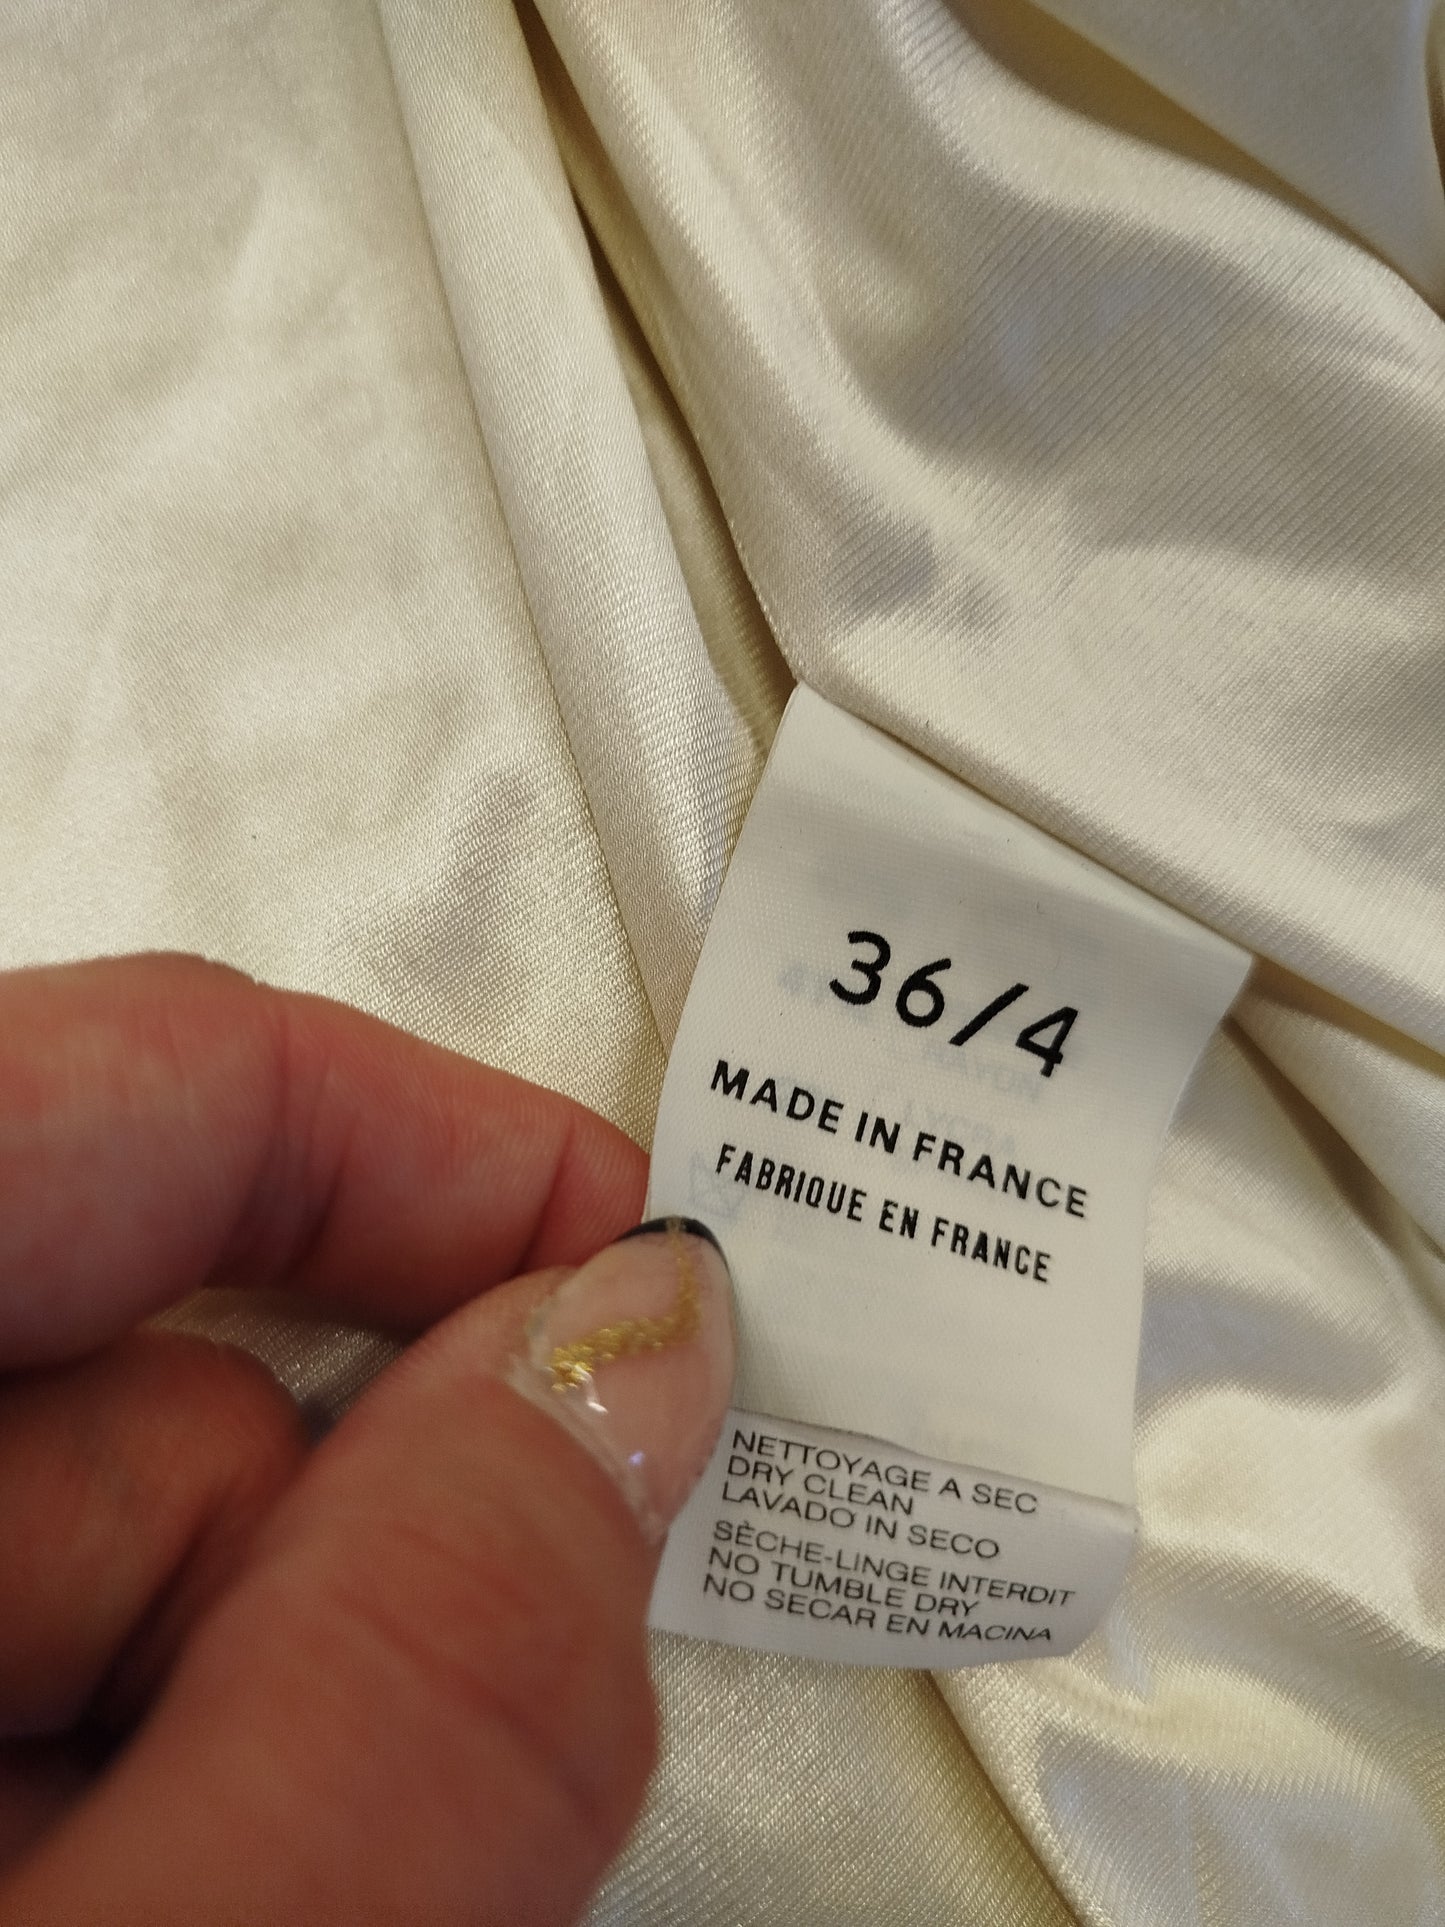 36/4
MADE IN FRANCE
FABRIQUE EN FRANCE
NETTOYAGE A SEC
DRY CLEAN
LAVADO IN SECO
SÈCHE-LINGE INTERDIT
NO TUMBLE DRY
NO SECAR EN MACINA